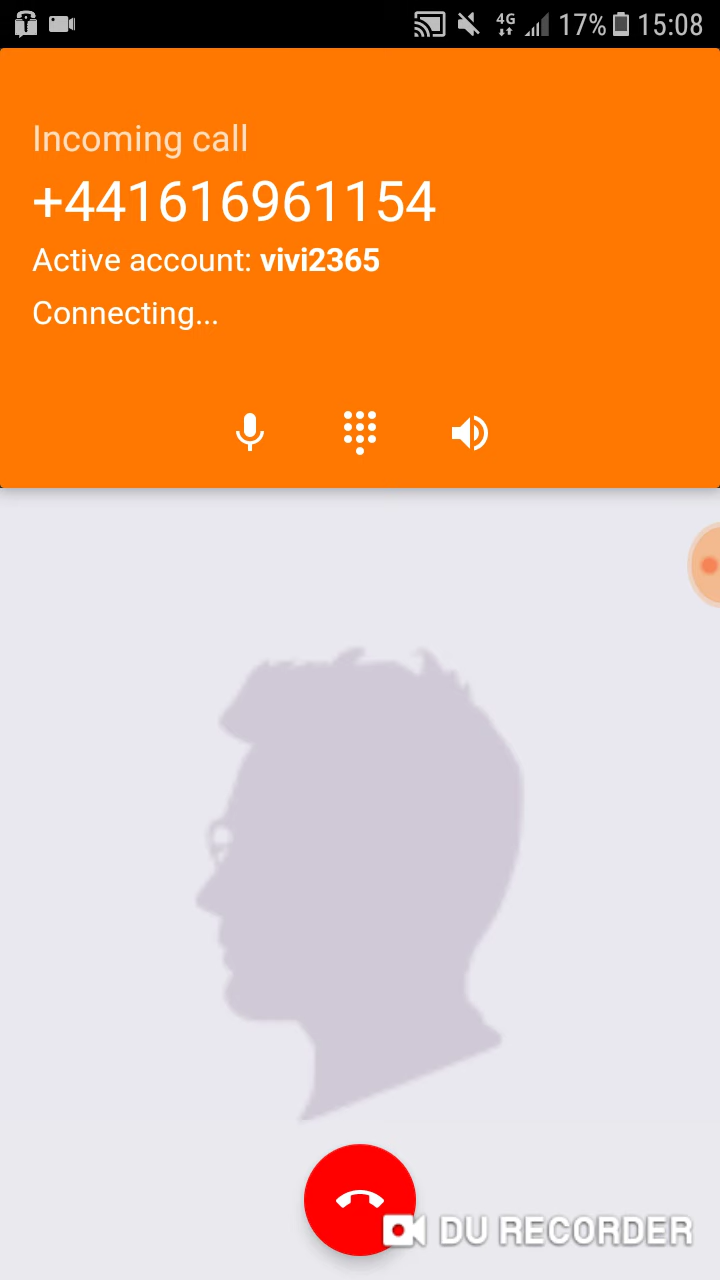 4G 17% 15:08
Incoming call
+441616961154
Active account: vivi2365
Connecting...
DU RECORDER